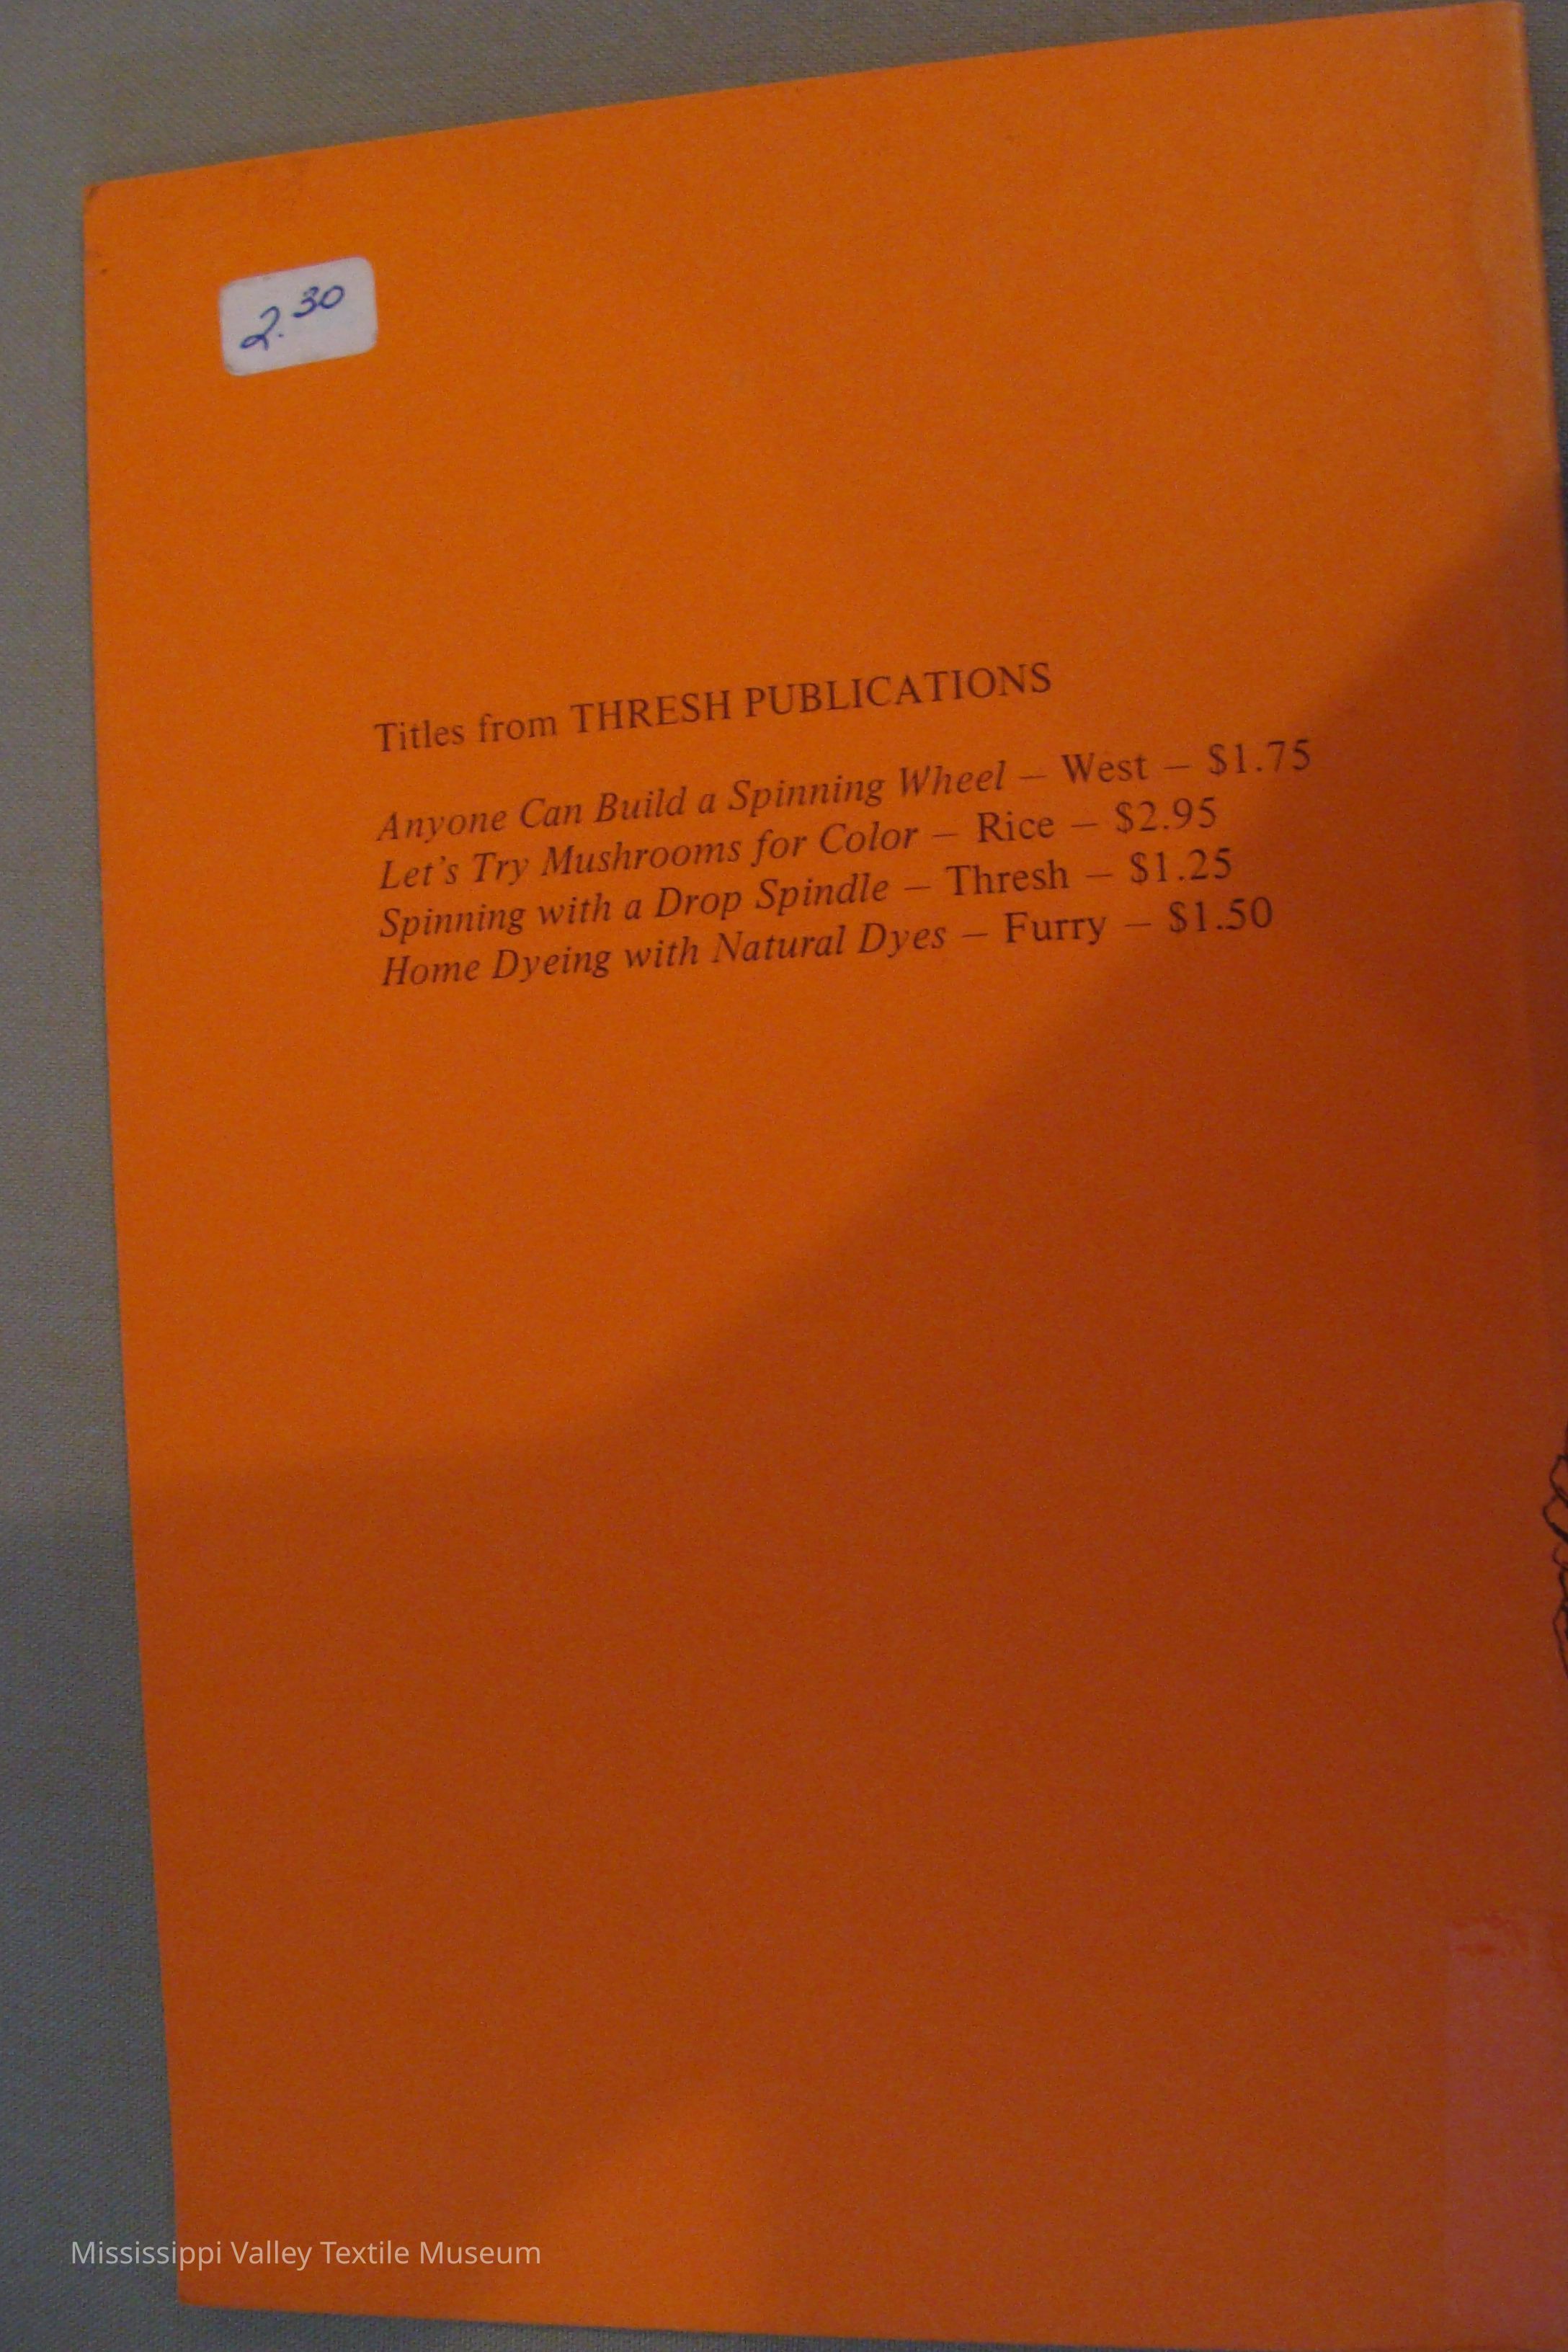 2.30
Titles from THRESH PUBLICATIONS
Anyone Can Build a Spinning Wheel — West — $1.75
Let's Try Mushrooms for Color — Rice — $2.95
Spinning with a Drop Spindle — Thresh — $1.25
Home Dyeing with Natural Dyes — Furry — $1.50
Mississippi Valley Textile Museum